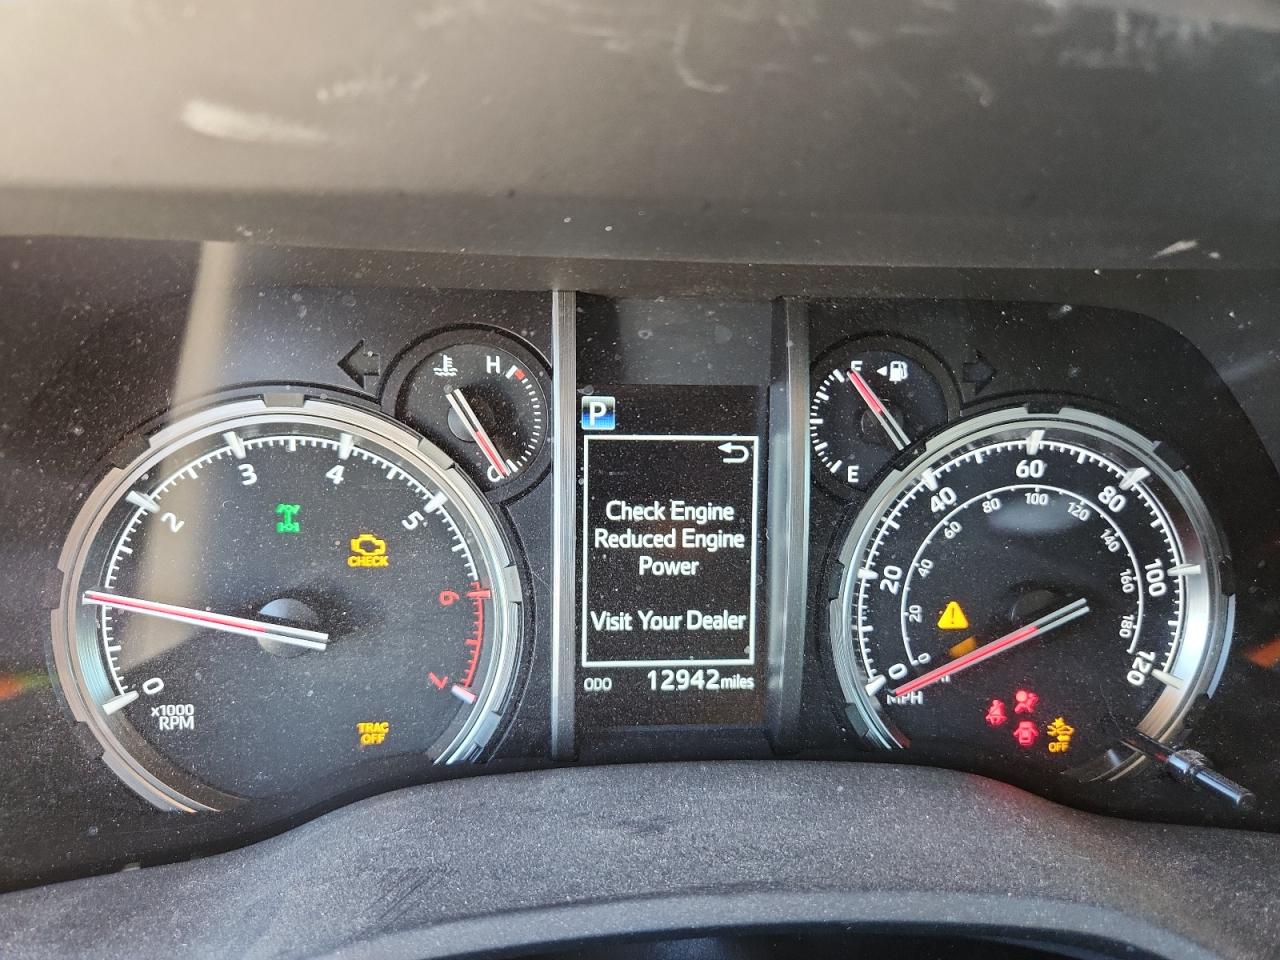 H
C
F
E
P
Check Engine
Reduced Engine
Power
Visit Your Dealer
ODO 12942 miles
0
2
3
4
5
6
7
x1000
RPM
CHECK
TRAC
OFF
0
20
40
60
80
100
120
0
20
40
60
80
100
120
140
160
180
MPH
OFF